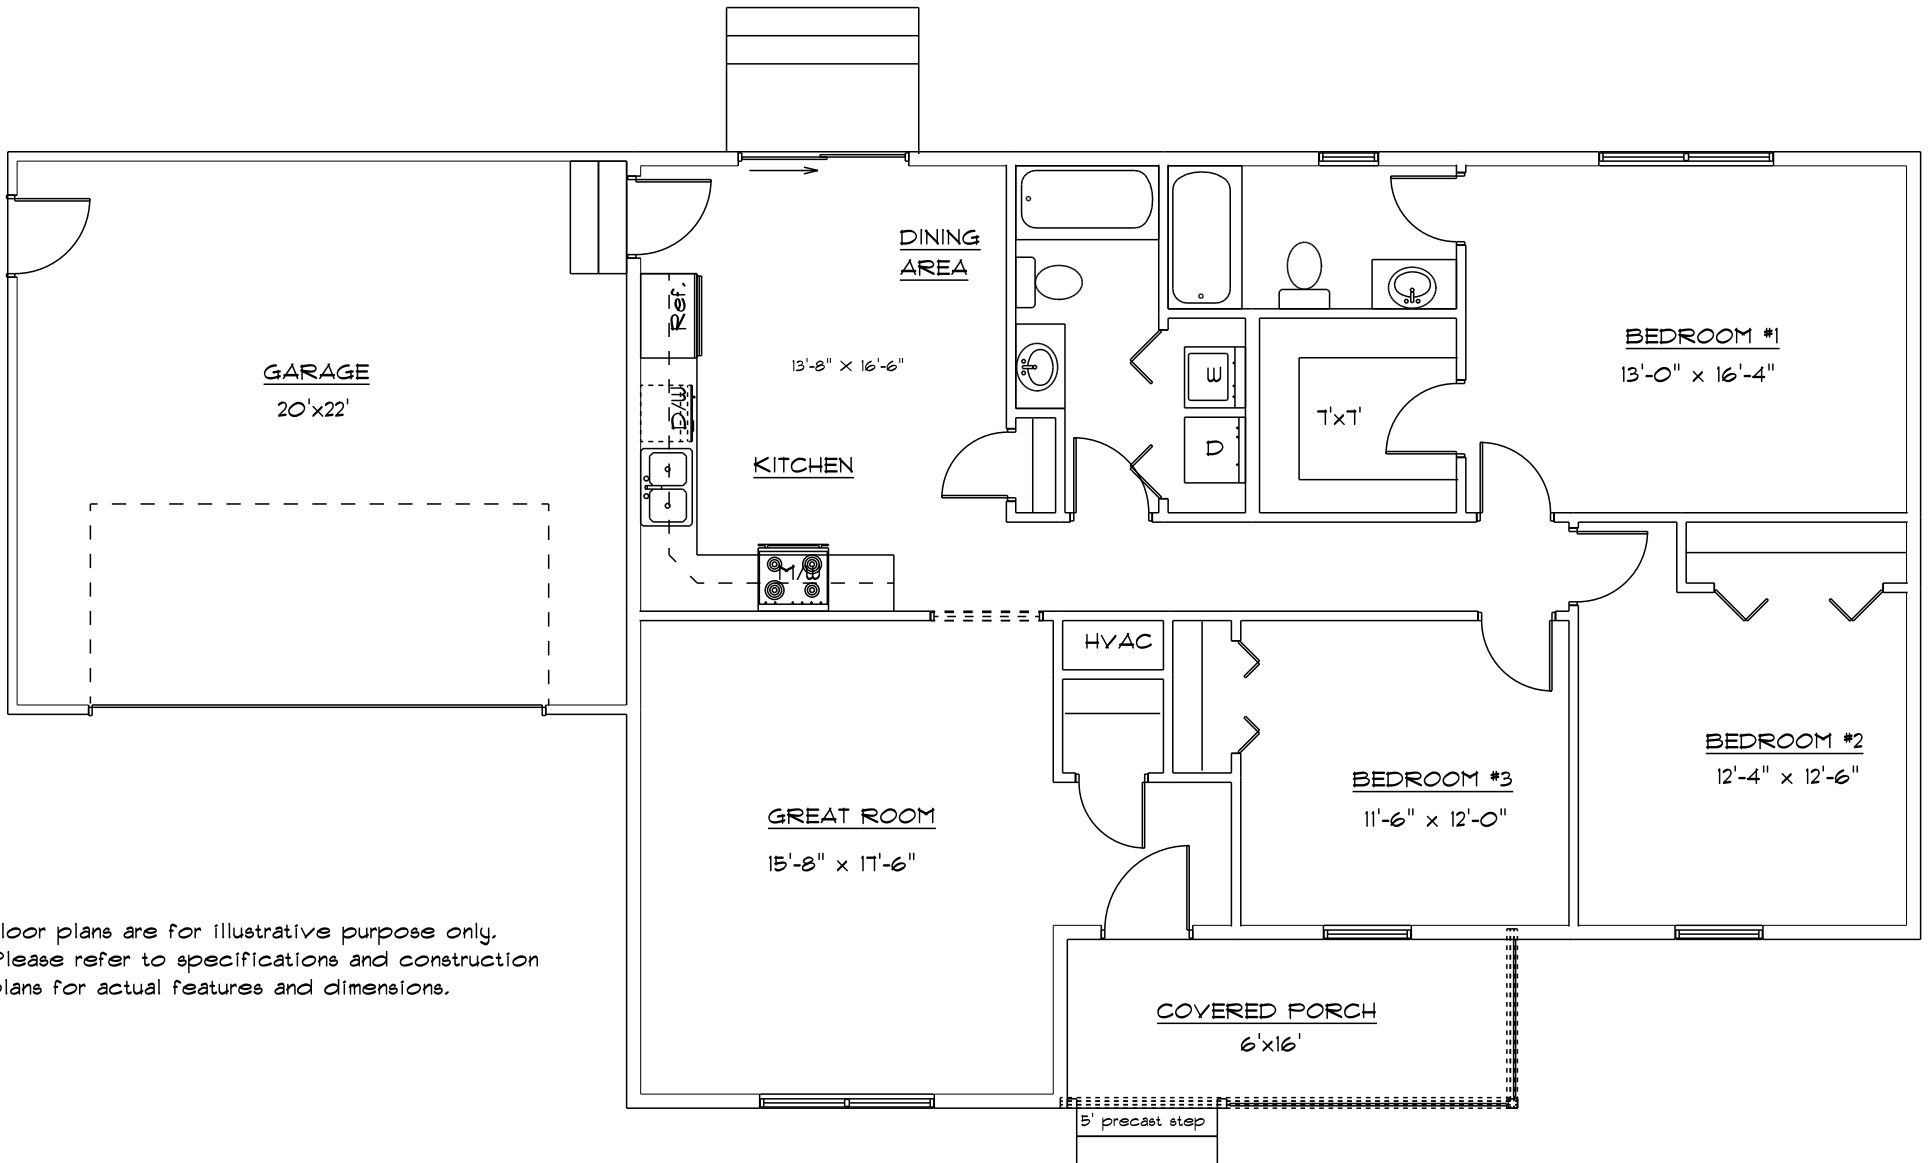 DINING
AREA
Ref.
13'-8" x 16'-6"
BEDROOM #1
13'-0" x 16'-4"
GARAGE
20'x22'
D/W
W
7'x7'
D
KITCHEN
M/B
HVAC
BEDROOM #2
12'-4" x 12'-6"
BEDROOM #3
11'-6" x 12'-0"
GREAT ROOM
15'-8" x 17'-6"
loor plans are for illustrative purpose only.
Please refer to specifications and construction
plans for actual features and dimensions.
COVERED PORCH
6'x16'
5' precast step